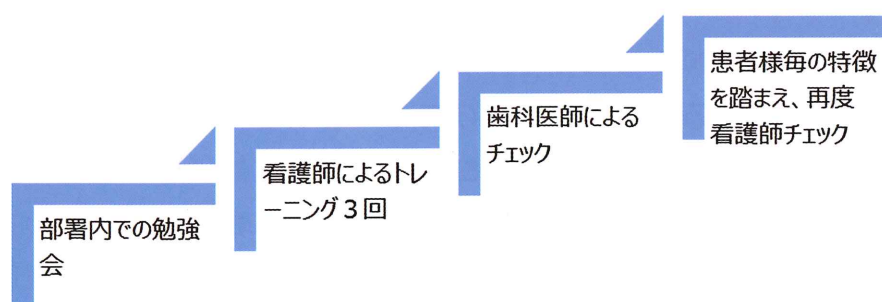 部署内での勉強
会
看護師によるトレ
ーニング３回
歯科医師による
チェック
患者様毎の特徴
を踏まえ、再度
看護師チェック